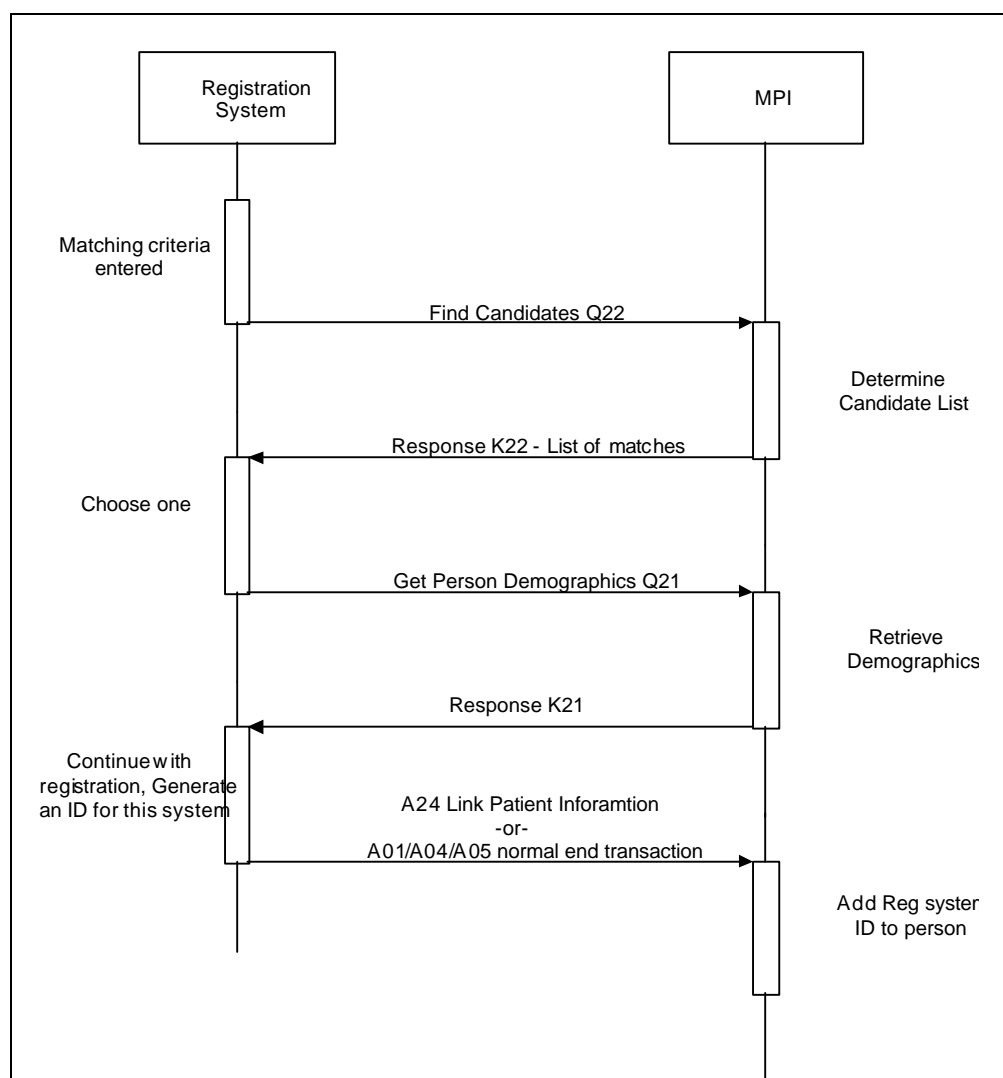 Registration
System
MPI
Matching criteria
entered
Find Candidates Q22
Determine
Candidate List
Response K22 - List of matches
Choose one
Get Person Demographics Q21
Retrieve
Demographics
Response K21
Continue with
registration, Generate
an ID for this system
A24 Link Patient Inforamtion
-or-
A01/A04/A05 normal end transaction
Add Reg system
ID to person